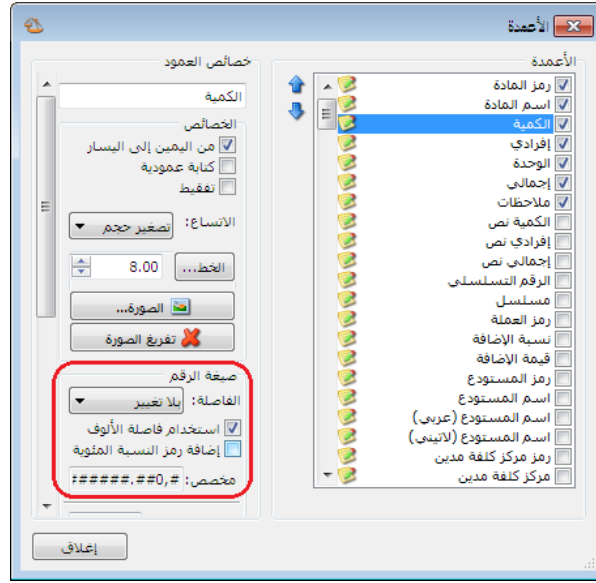 الأعمدة
الأعمدة
رمز المادة
اسم المادة
الكمية
إفرادي
الوحدة
إجمالي
ملاحظات
الكمية نص
إفرادي نص
إجمالي نص
الرقم التسلسلي
مسلسل
رمز العملة
نسبة الإضافة
قيمة الإضافة
رمز المستودع
اسم المستودع
اسم المستودع (عربي)
اسم المستودع (لاتيني)
رمز مركز كلفة مدين
مركز كلفة مدين
خصائص العمود
الكمية
الخصائص
من اليمين إلى اليسار
كتابة عمودية
تفقيط
الاتساع: تصغير حجم
الخط... 8.00
الصورة...
تفريغ الصورة
صيغة الرقم
الفاصلة: بلا تغيير
استخدام فاصلة الألوف
إضافة رمز النسبة المئوية
مخصص: #,##0.######
إغلاق